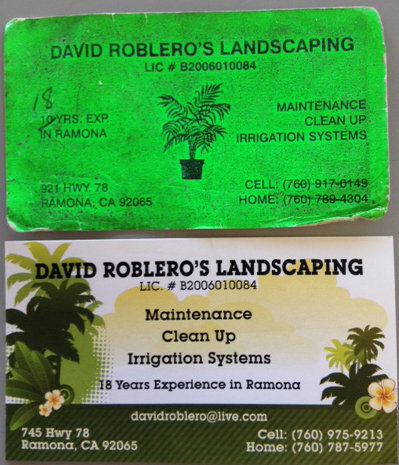 DAVID ROBLERO'S LANDSCAPING
LIC # B2006010084
18
10 YRS. EXP.
IN RAMONA
MAINTENANCE
CLEAN UP
IRRIGATION SYSTEMS
921 HWY. 78
RAMONA, CA 92065
CELL: (760) 917-0149
HOME: (760) 789-4304
DAVID ROBLERO'S LANDSCAPING
LIC. # B2006010084
Maintenance
Clean Up
Irrigation Systems
18 Years Experience in Ramona
davidroblero@live.com
745 Hwy 78
Ramona, CA 92065
Cell: (760) 975-9213
Home: (760) 787-5977